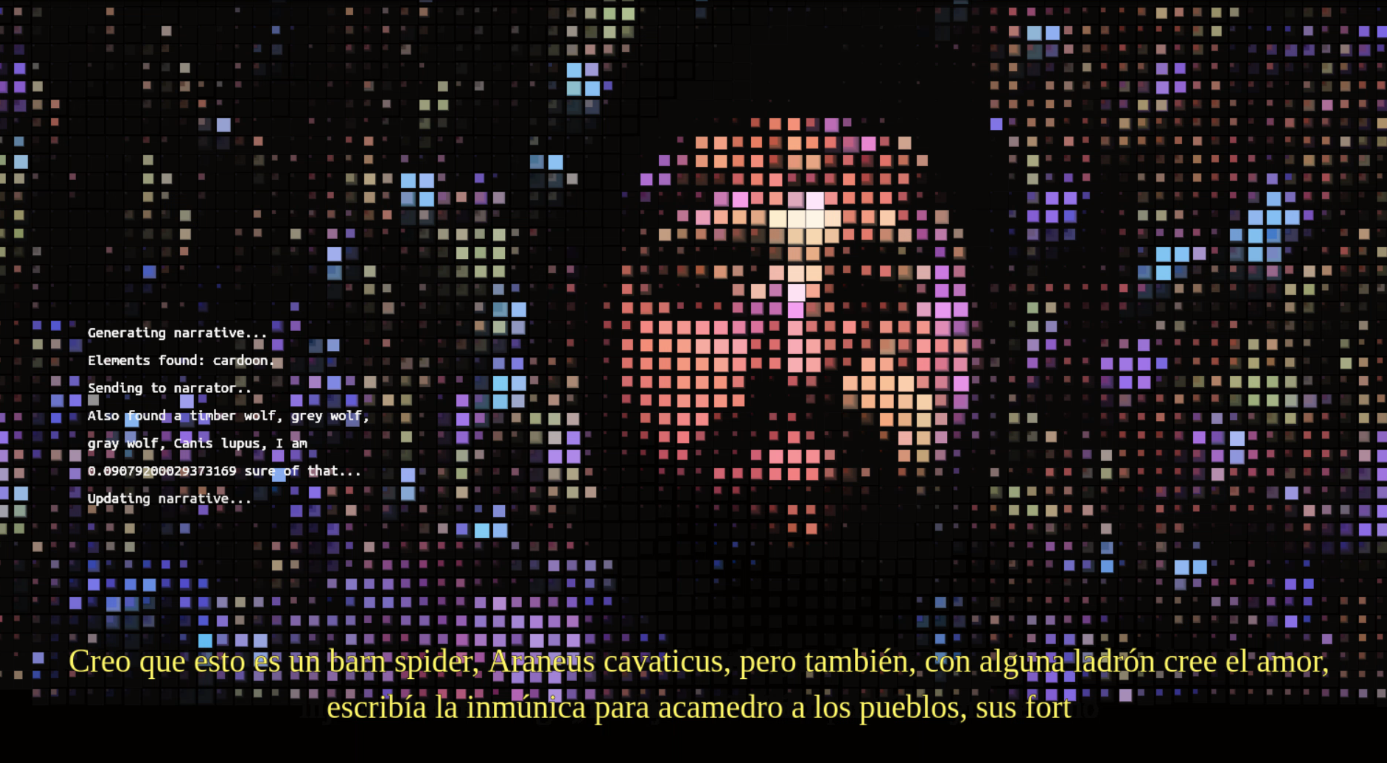 Generating narrative...
Elements found: cardoon.
Sending to narrator..
Also found a timber wolf, grey wolf,
gray wolf, Canis lupus, I am
0.09079200029373169 sure of that...
Updating narrative...
Creo que esto es un barn spider, Araneus cavaticus, pero también, con alguna ladrón cree el amor,
escribía la inmúnica para acamedro a los pueblos, sus fort